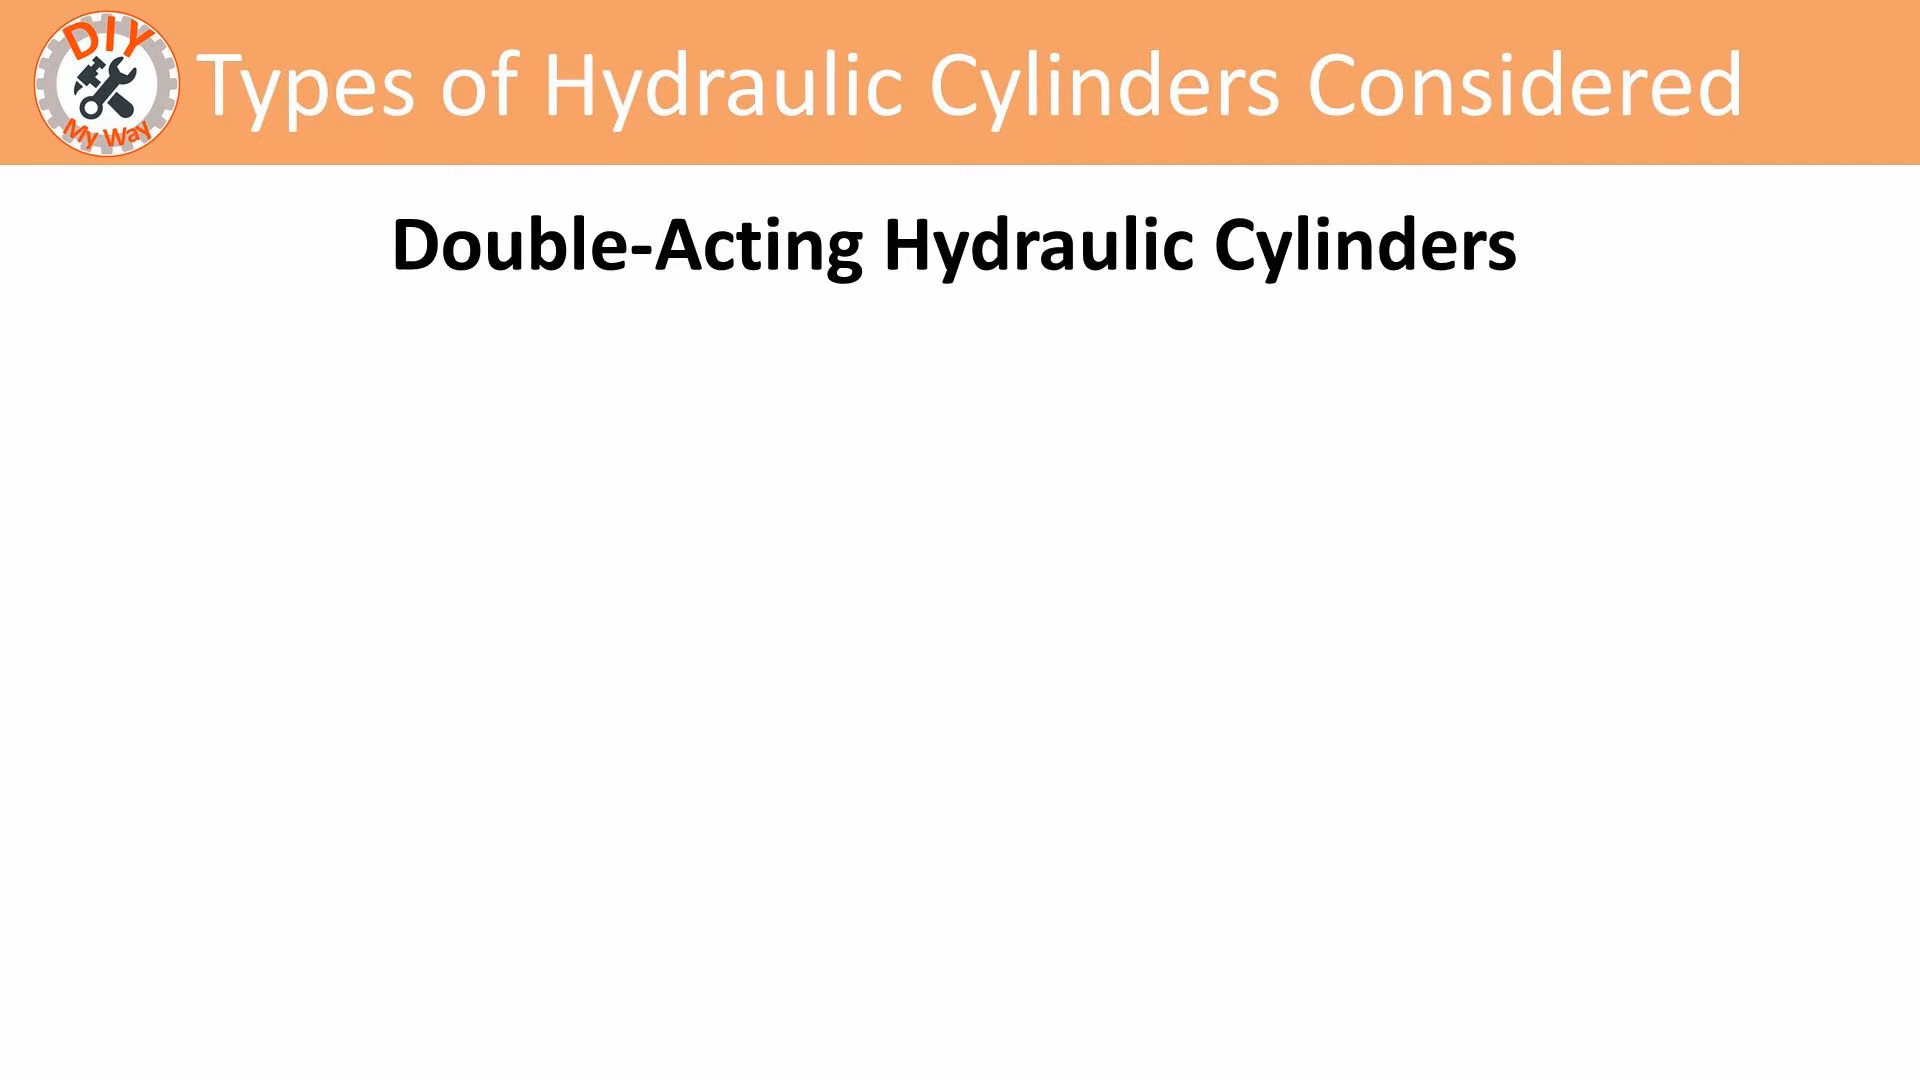 DIY
My Way
Types of Hydraulic Cylinders Considered
Double-Acting Hydraulic Cylinders